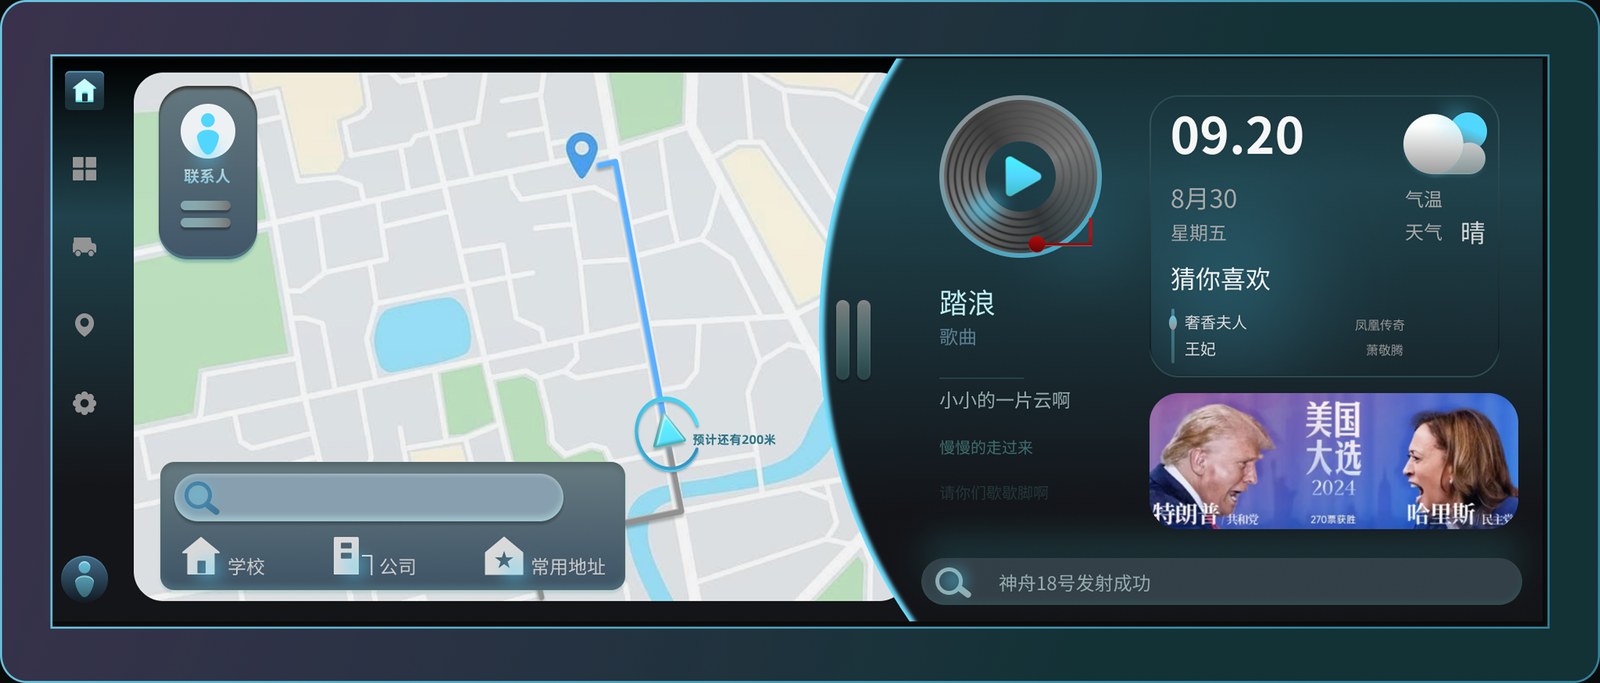 联系人
预计还有200米
学校
公司
常用地址
踏浪
歌曲
小小的一片云啊
慢慢的走过来
请你们歇歇脚啊
09.20
8月30
星期五
气温
天气 晴
猜你喜欢
奢香夫人 凤凰传奇
王妃 萧敬腾
美国
大选
2024
特朗普/共和党
270票获胜
哈里斯/民主党
神舟18号发射成功